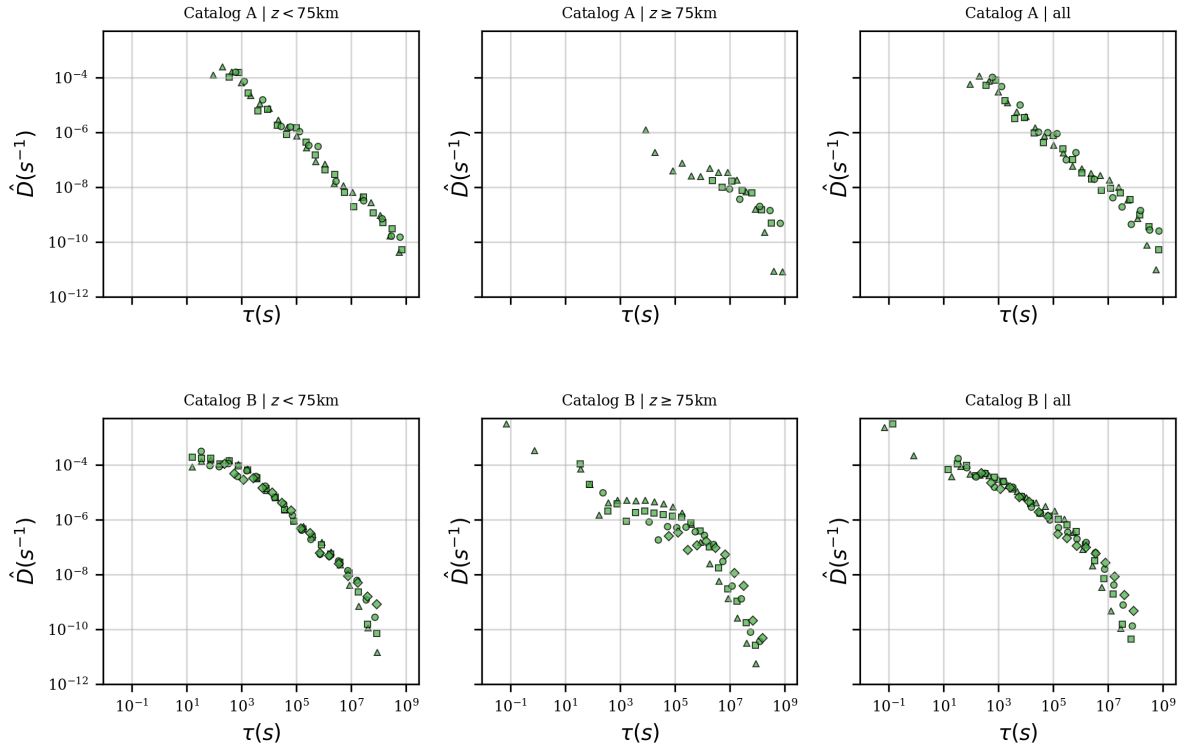 Catalog A | z < 75km
Catalog A | z ≥ 75km
Catalog A | all
10⁻⁴
10⁻⁶
10⁻⁸
10⁻¹⁰
10⁻¹²
D̂(s⁻¹)
D̂(s⁻¹)
D̂(s⁻¹)
τ(s)
τ(s)
τ(s)
Catalog B | z < 75km
Catalog B | z ≥ 75km
Catalog B | all
10⁻⁴
10⁻⁶
10⁻⁸
10⁻¹⁰
10⁻¹²
D̂(s⁻¹)
D̂(s⁻¹)
D̂(s⁻¹)
10⁻¹ 10¹ 10³ 10⁵ 10⁷ 10⁹
10⁻¹ 10¹ 10³ 10⁵ 10⁷ 10⁹
10⁻¹ 10¹ 10³ 10⁵ 10⁷ 10⁹
τ(s)
τ(s)
τ(s)